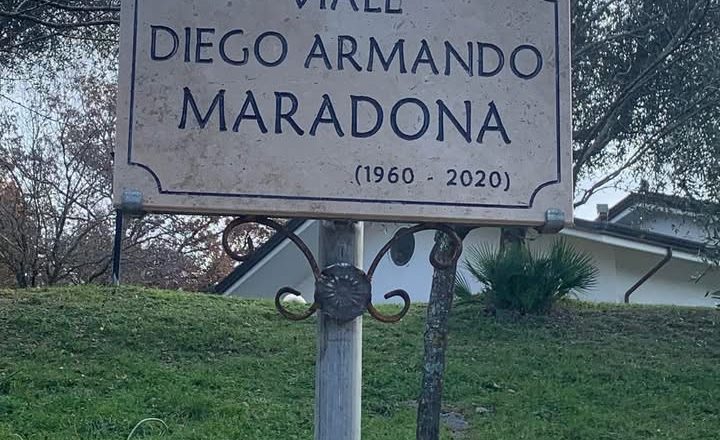 VIALE
DIEGO ARMANDO
MARADONA
(1960 - 2020)